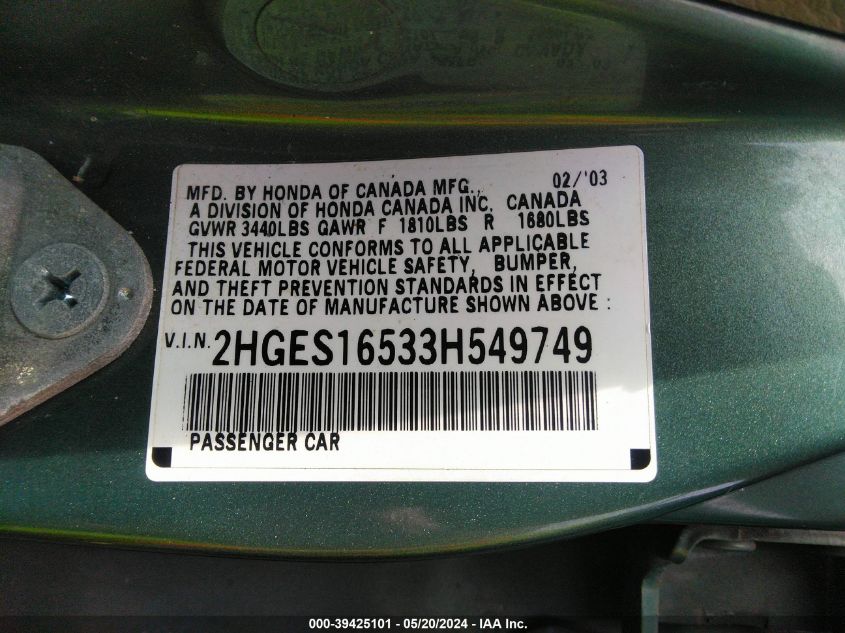 MFD. BY HONDA OF CANADA MFG., 02/'03
A DIVISION OF HONDA CANADA INC, CANADA
GVWR 3440LBS GAWR F 1810LBS R 1680LBS
THIS VEHICLE CONFORMS TO ALL APPLICABLE
FEDERAL MOTOR VEHICLE SAFETY, BUMPER,
AND THEFT PREVENTION STANDARDS IN EFFECT
ON THE DATE OF MANUFACTURE SHOWN ABOVE :
V.I.N. 2HGES16533H549749
PASSENGER CAR
000-39425101 - 05/20/2024 - IAA Inc.